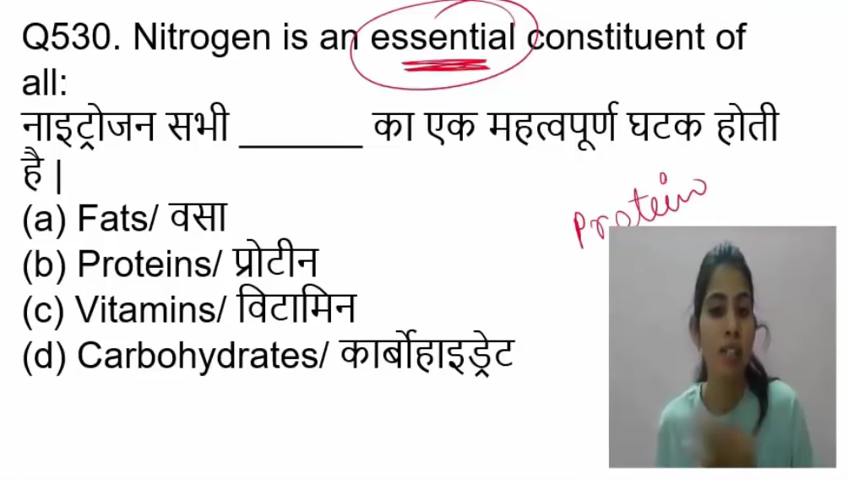 Q530. Nitrogen is an essential constituent of
all:
नाइट्रोजन सभी ______ का एक महत्वपूर्ण घटक होती
है |
(a) Fats/ वसा
Protein
(b) Proteins/ प्रोटीन
(c) Vitamins/ विटामिन
(d) Carbohydrates/ कार्बोहाइड्रेट